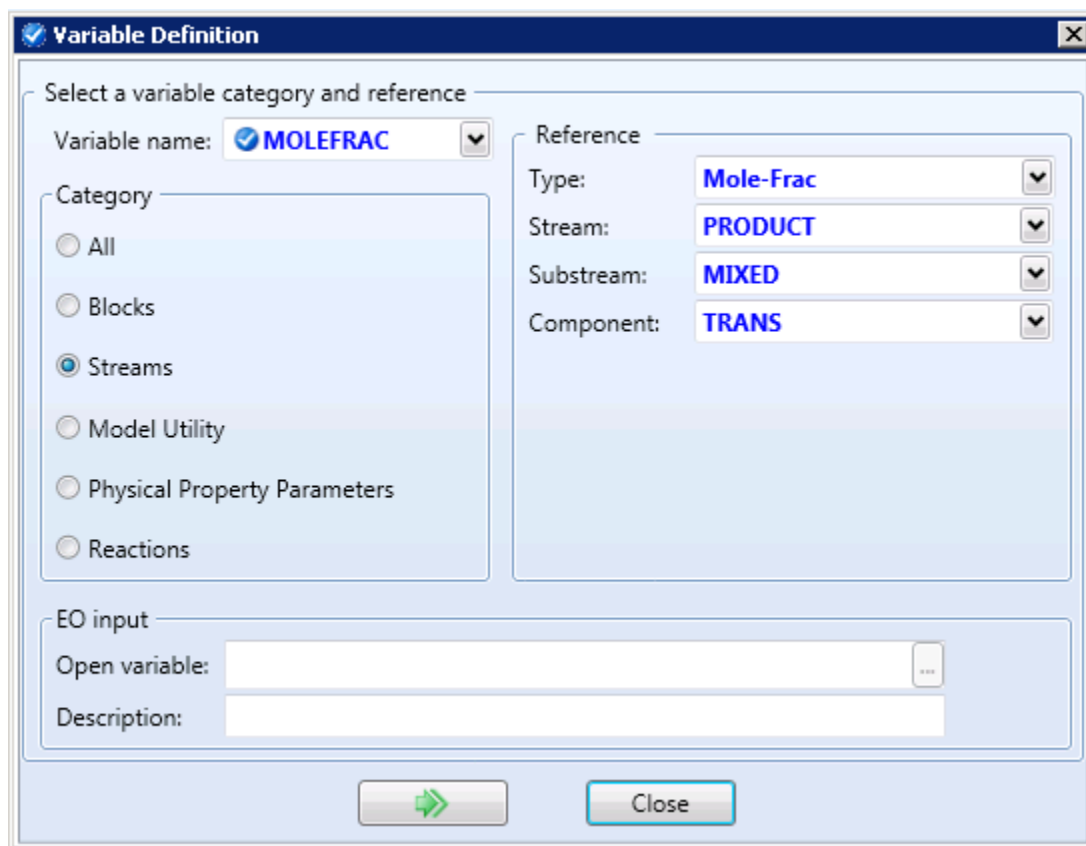 Variable Definition
Select a variable category and reference
Variable name: MOLEFRAC
Category
All
Blocks
Streams
Model Utility
Physical Property Parameters
Reactions
Reference
Type: Mole-Frac
Stream: PRODUCT
Substream: MIXED
Component: TRANS
EO input
Open variable:
...
Description:
Close